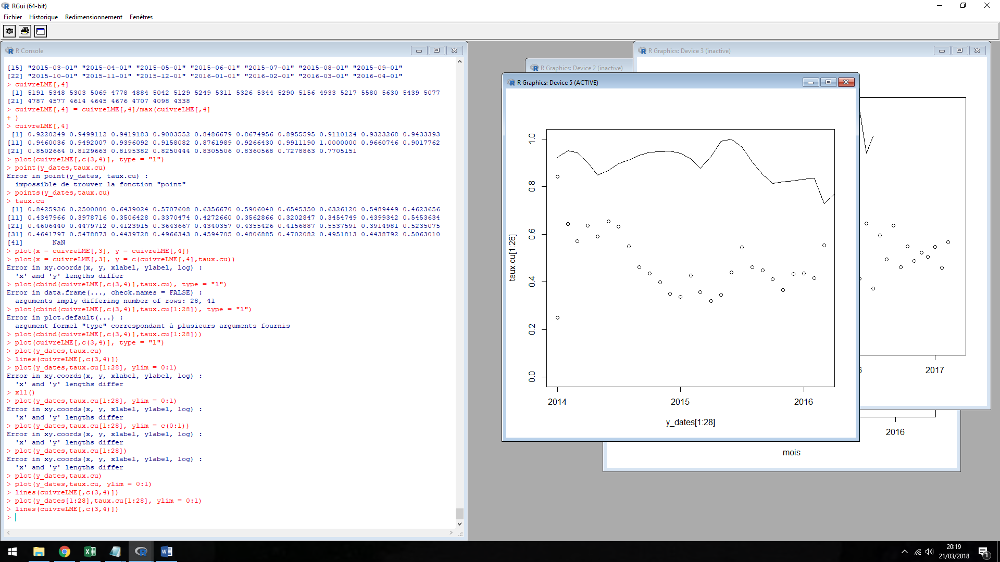 RGui (64-bit)
Fichier Historique Redimensionnement Fenêtres
R Console
[15] "2015-03-01" "2015-04-01" "2015-05-01" "2015-06-01" "2015-07-01" "2015-08-01" "2015-09-01"
[22] "2015-10-01" "2015-11-01" "2015-12-01" "2016-01-01" "2016-02-01" "2016-03-01" "2016-04-01"
> cuivreLME[,4]
[1] 5191 5348 5303 5069 4778 4884 5042 5129 5249 5311 5326 5344 5290 5156 4933 5217 5580 5630 5439 5077
[21] 4787 4577 4614 4645 4676 4707 4098 4338
> cuivreLME[,4] = cuivreLME[,4]/max(cuivreLME[,4]
+ )
> cuivreLME[,4]
[1] 0.9220249 0.9499112 0.9419183 0.9003552 0.8486679 0.8674956 0.8955595 0.9110124 0.9323268 0.9433393
[11] 0.9460036 0.9492007 0.9396092 0.9158082 0.8761989 0.9266430 0.9911190 1.0000000 0.9660746 0.9017762
[21] 0.8502664 0.8129663 0.8195382 0.8250444 0.8305506 0.8360568 0.7278863 0.7705151
> plot(cuivreLME[,c(3,4)], type = "l")
> point(y_dates,taux.cu)
Error in point(y_dates, taux.cu) :
impossible de trouver la fonction "point"
> points(y_dates,taux.cu)
> taux.cu
[1] 0.8425926 0.2500000 0.6439024 0.5707608 0.6356670 0.5906040 0.6545350 0.6326120 0.5489449 0.4623656
[11] 0.4347966 0.3978716 0.3506428 0.3370474 0.4272660 0.3562866 0.3202847 0.3454749 0.4399342 0.5453634
[21] 0.4606440 0.4479712 0.4123915 0.3643667 0.4340357 0.4355426 0.4156887 0.5537591 0.3914981 0.5235075
[31] 0.4641797 0.5478873 0.4439728 0.4966343 0.4594705 0.4806885 0.4702082 0.4951813 0.4438792 0.5063010
[41] NaN
> plot(x = cuivreLME[,3], y = cuivreLME[,4])
> plot(x = cuivreLME[,3], y = c(cuivreLME[,4],taux.cu))
Error in xy.coords(x, y, xlabel, ylabel, log) :
'x' and 'y' lengths differ
> plot(cbind(cuivreLME[,c(3,4)],taux.cu), type = "l")
Error in data.frame(..., check.names = FALSE) :
arguments imply differing number of rows: 28, 41
> plot(cbind(cuivreLME[,c(3,4)],taux.cu[1:28]), type = "l")
Error in plot.default(...) :
argument formel "type" correspondant à plusieurs arguments fournis
> plot(cbind(cuivreLME[,c(3,4)],taux.cu[1:28]))
> plot(cuivreLME[,c(3,4)], type = "l")
> plot(y_dates,taux.cu)
> lines(cuivreLME[,c(3,4)])
> plot(y_dates,taux.cu[1:28], ylim = 0:1)
Error in xy.coords(x, y, xlabel, ylabel, log) :
'x' and 'y' lengths differ
> x11()
> plot(y_dates,taux.cu[1:28], ylim = 0:1)
Error in xy.coords(x, y, xlabel, ylabel, log) :
'x' and 'y' lengths differ
> plot(y_dates,taux.cu[1:28], ylim = c(0:1))
Error in xy.coords(x, y, xlabel, ylabel, log) :
'x' and 'y' lengths differ
> plot(y_dates,taux.cu[1:28])
Error in xy.coords(x, y, xlabel, ylabel, log) :
'x' and 'y' lengths differ
> plot(y_dates,taux.cu)
> plot(y_dates,taux.cu, ylim = 0:1)
> lines(cuivreLME[,c(3,4)])
> plot(y_dates[1:28],taux.cu[1:28], ylim = 0:1)
> lines(cuivreLME[,c(3,4)])
>
R Graphics: Device 3 (inactive)
R Graphics: Device 2 (inactive)
R Graphics: Device 5 (ACTIVE)
1.0
0.8
0.6
0.4
0.2
0.0
taux.cu[1:28]
2014 2015 2016
y_dates[1:28]
6 2017
2016
mois
20:19
21/03/2018
1